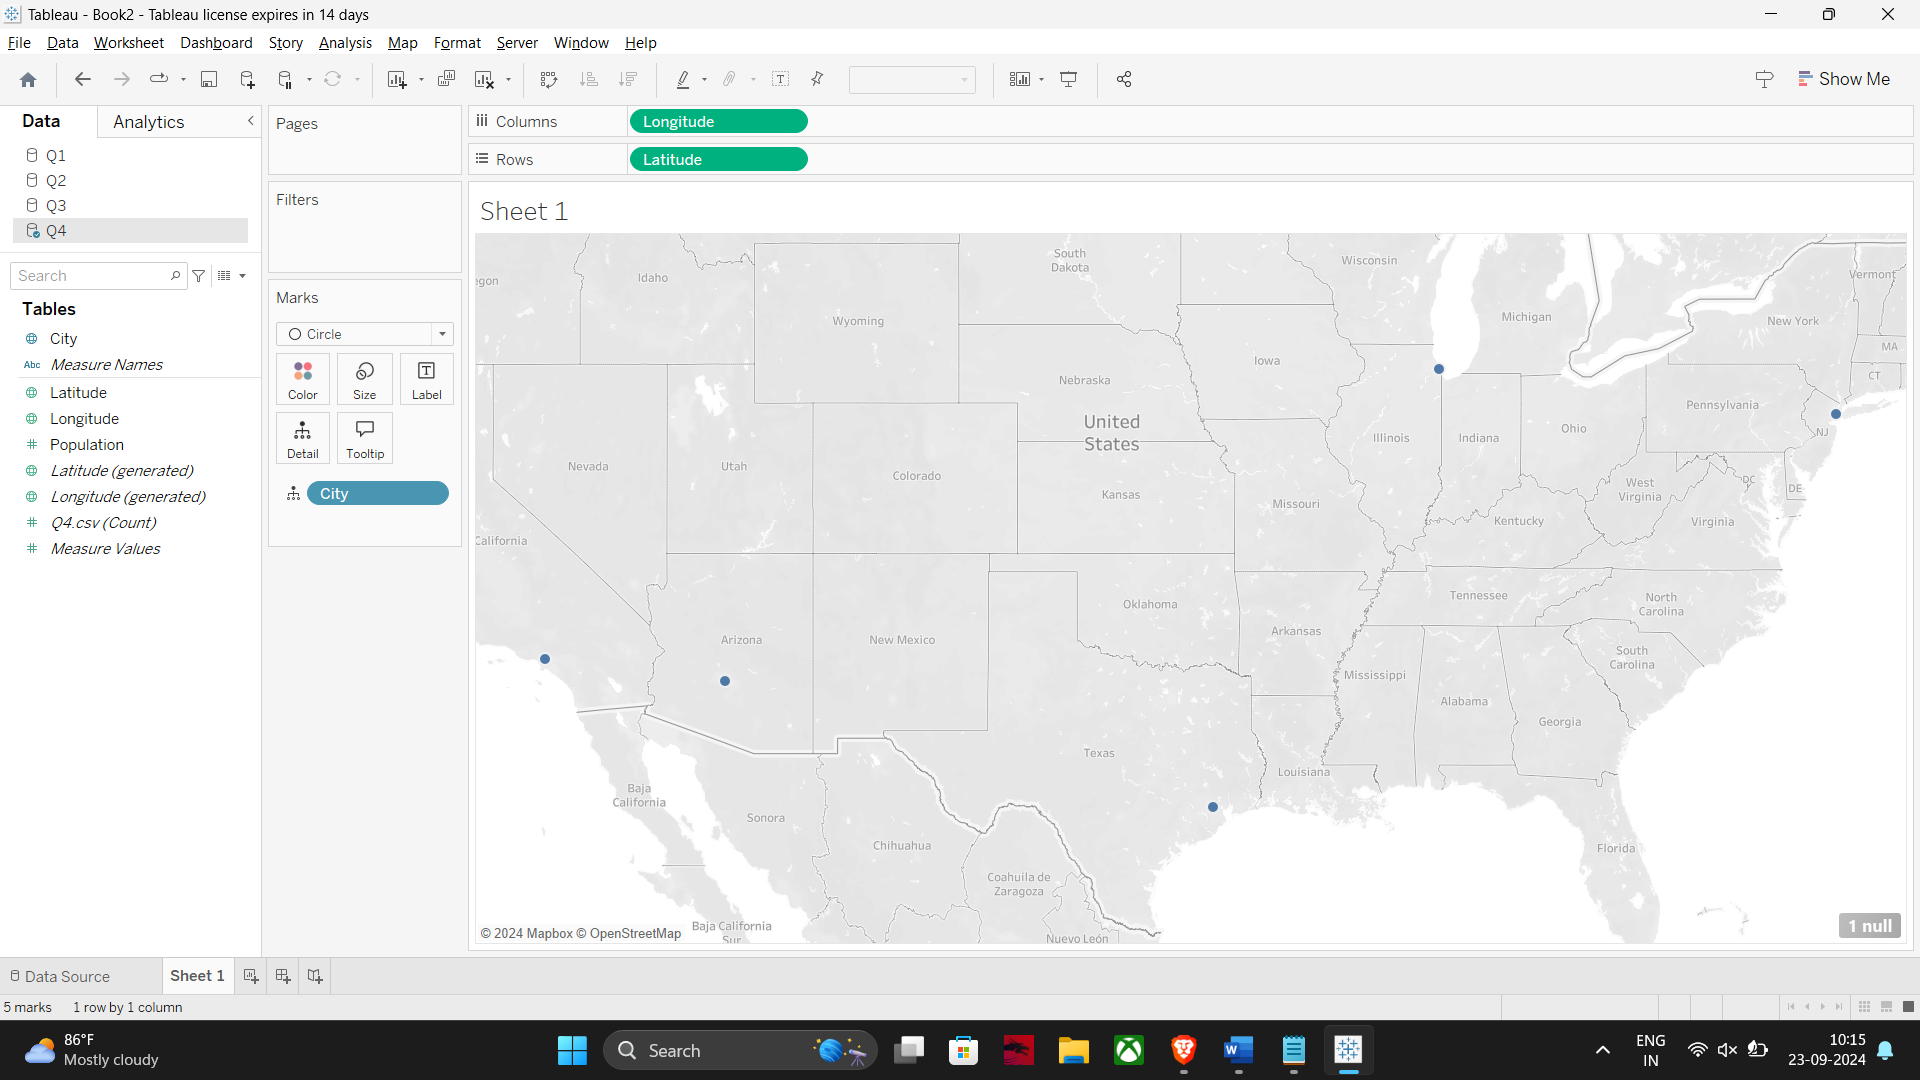 Tableau - Book2 - Tableau license expires in 14 days
File Data Worksheet Dashboard Story Analysis Map Format Server Window Help
Show Me
Data Analytics
Q1
Q2
Q3
Q4
Search
Tables
City
Abc Measure Names
Latitude
Longitude
Population
Latitude (generated)
Longitude (generated)
Q4.csv (Count)
Measure Values
Pages
Filters
Marks
Circle
Color Size Label
Detail Tooltip
City
Columns Longitude
Rows Latitude
Sheet 1
South
Dakota
Wisconsin
egon
Idaho
Vermont
Wyoming
Michigan
New York
Iowa
MA
Nebraska
CT
Pennsylvania
United
States
Ohio
NJ
Illinois
Indiana
Nevada
Utah
Colorado
DC
West
Virginia
DE
Kansas
Missouri
Kentucky
Virginia
California
Tennessee
Oklahoma
North
Carolina
Arkansas
Arizona
New Mexico
South
Carolina
Mississippi
Alabama
Georgia
Texas
Louisiana
Baja
California
Sonora
Chihuahua
Florida
Coahuila de
Zaragoza
Baja California
Sur
Nuevo León
© 2024 Mapbox © OpenStreetMap
1 null
Data Source Sheet 1
5 marks 1 row by 1 column
86°F
Mostly cloudy
Search
W
ENG
IN
10:15
23-09-2024